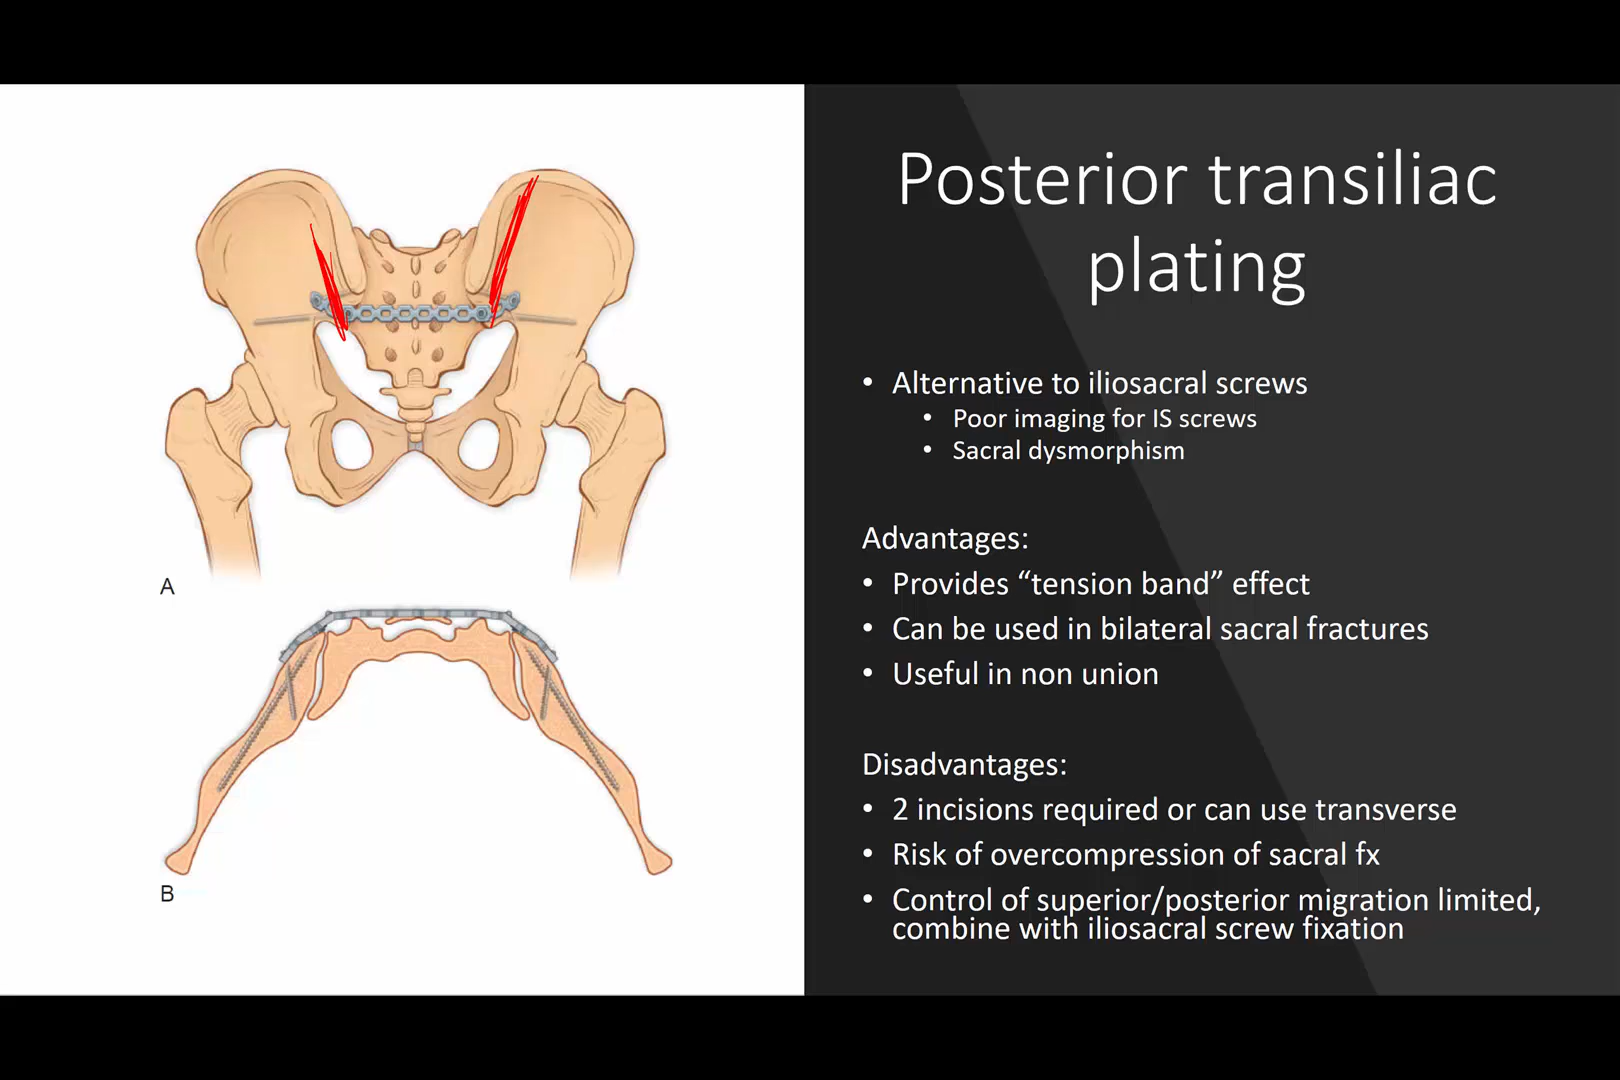 Posterior transiliac
plating
• Alternative to iliosacral screws
• Poor imaging for IS screws
• Sacral dysmorphism
Advantages:
• Provides “tension band” effect
• Can be used in bilateral sacral fractures
• Useful in non union
Disadvantages:
• 2 incisions required or can use transverse
• Risk of overcompression of sacral fx
• Control of superior/posterior migration limited,
combine with iliosacral screw fixation
A
B